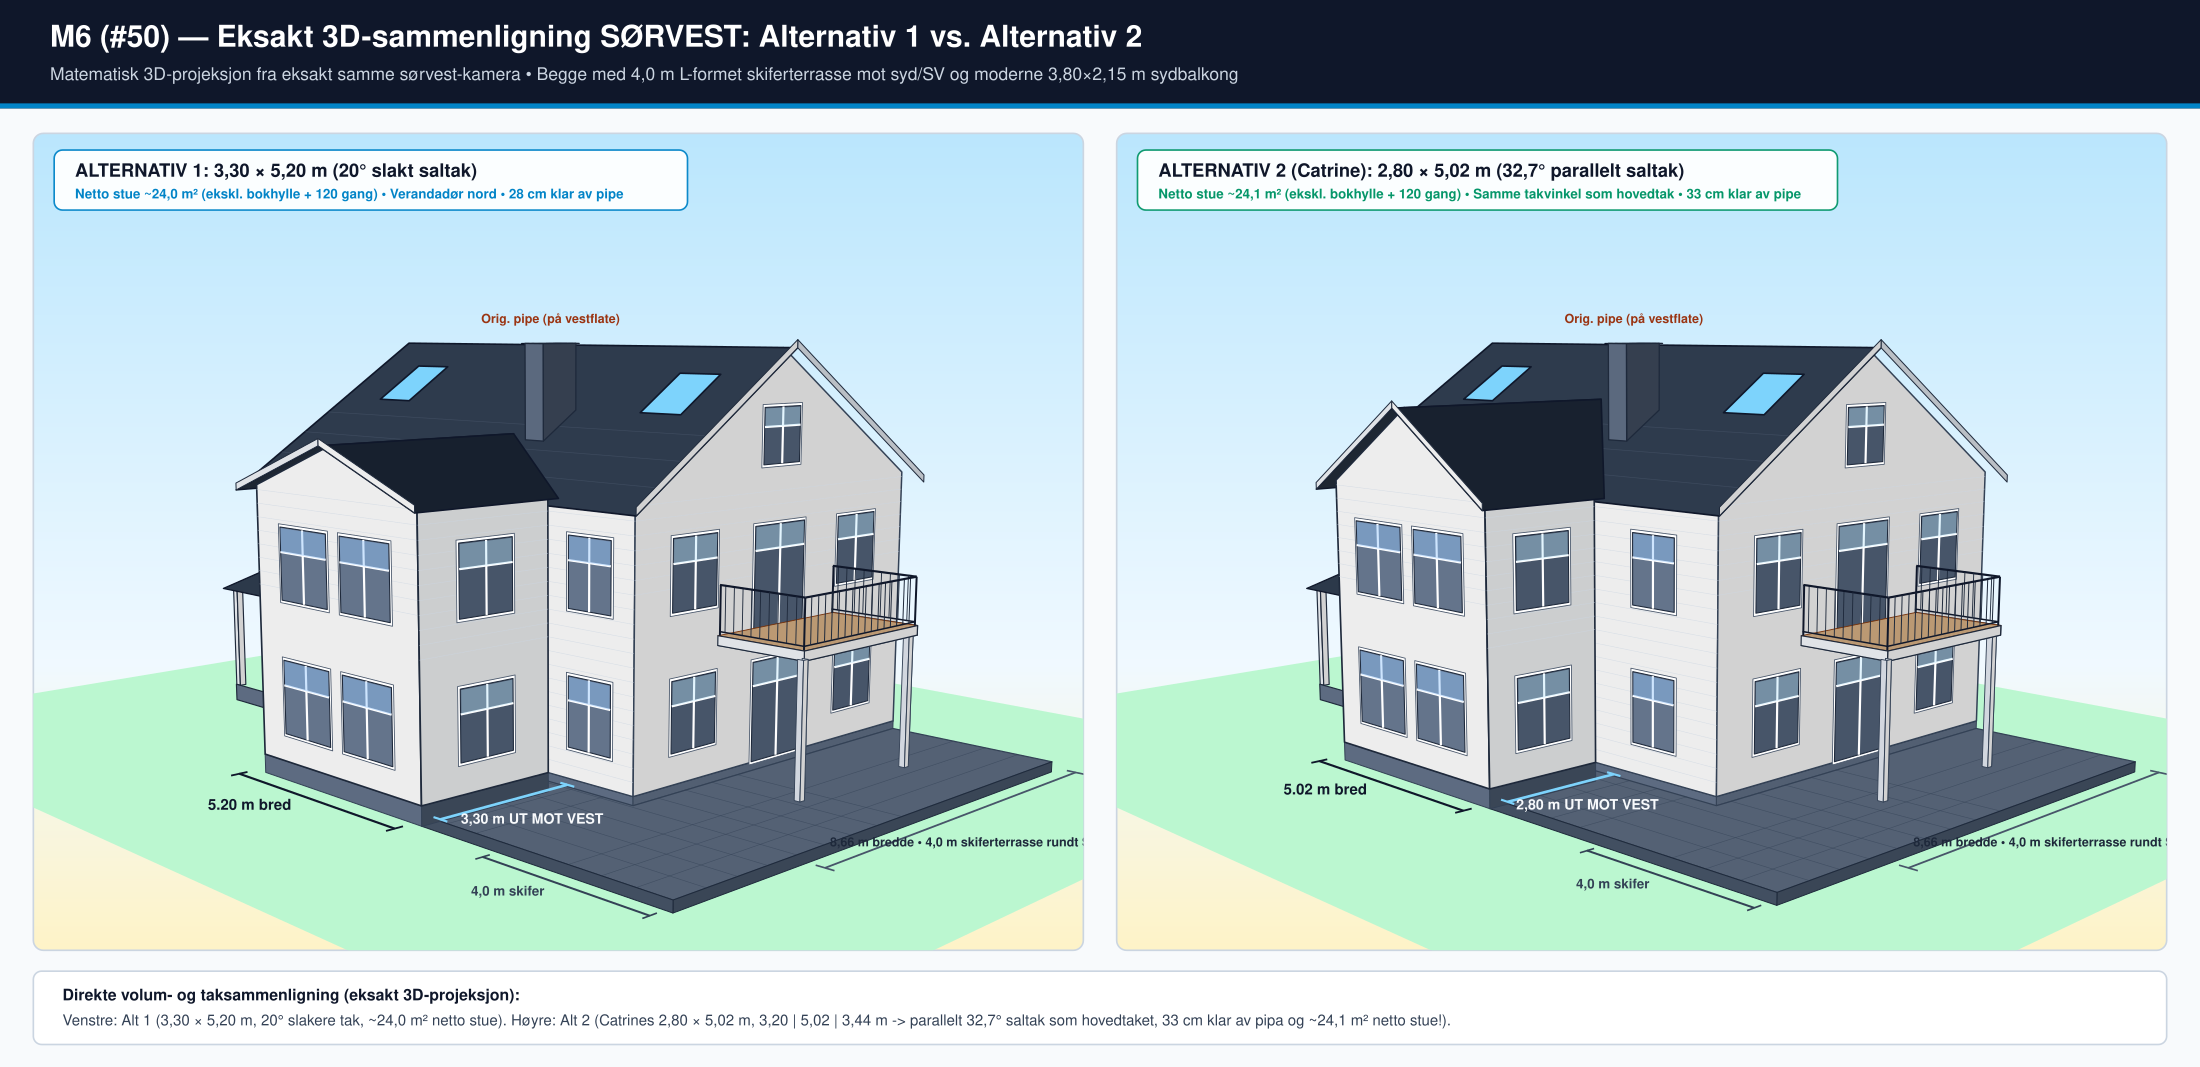 M6 (#50) — Eksakt 3D-sammenligning SØRVEST: Alternativ 1 vs. Alternativ 2
Matematisk 3D-projeksjon fra eksakt samme sørvest-kamera • Begge med 4,0 m L-formet skiferterrasse mot syd/SV og moderne 3,80×2,15 m sydbalkong
ALTERNATIV 1: 3,30 × 5,20 m (20° slakt saltak)
Netto stue ~24,0 m² (ekskl. bokhylle + 120 gang) • Verandadør nord • 28 cm klar av pipe
Orig. pipe (på vestflate)
5.20 m bred
3,30 m UT MOT VEST
8,66 m bredde • 4,0 m skiferterrasse rundt
4,0 m skifer
ALTERNATIV 2 (Catrine): 2,80 × 5,02 m (32,7° parallelt saltak)
Netto stue ~24,1 m² (ekskl. bokhylle + 120 gang) • Samme takvinkel som hovedtak • 33 cm klar av pipe
Orig. pipe (på vestflate)
5.02 m bred
2,80 m UT MOT VEST
8,66 m bredde • 4,0 m skiferterrasse rundt
4,0 m skifer
Direkte volum- og taksammenligning (eksakt 3D-projeksjon):
Venstre: Alt 1 (3,30 × 5,20 m, 20° slakere tak, ~24,0 m² netto stue). Høyre: Alt 2 (Catrines 2,80 × 5,02 m, 3,20 | 5,02 | 3,44 m -> parallelt 32,7° saltak som hovedtaket, 33 cm klar av pipa og ~24,1 m² netto stue!).